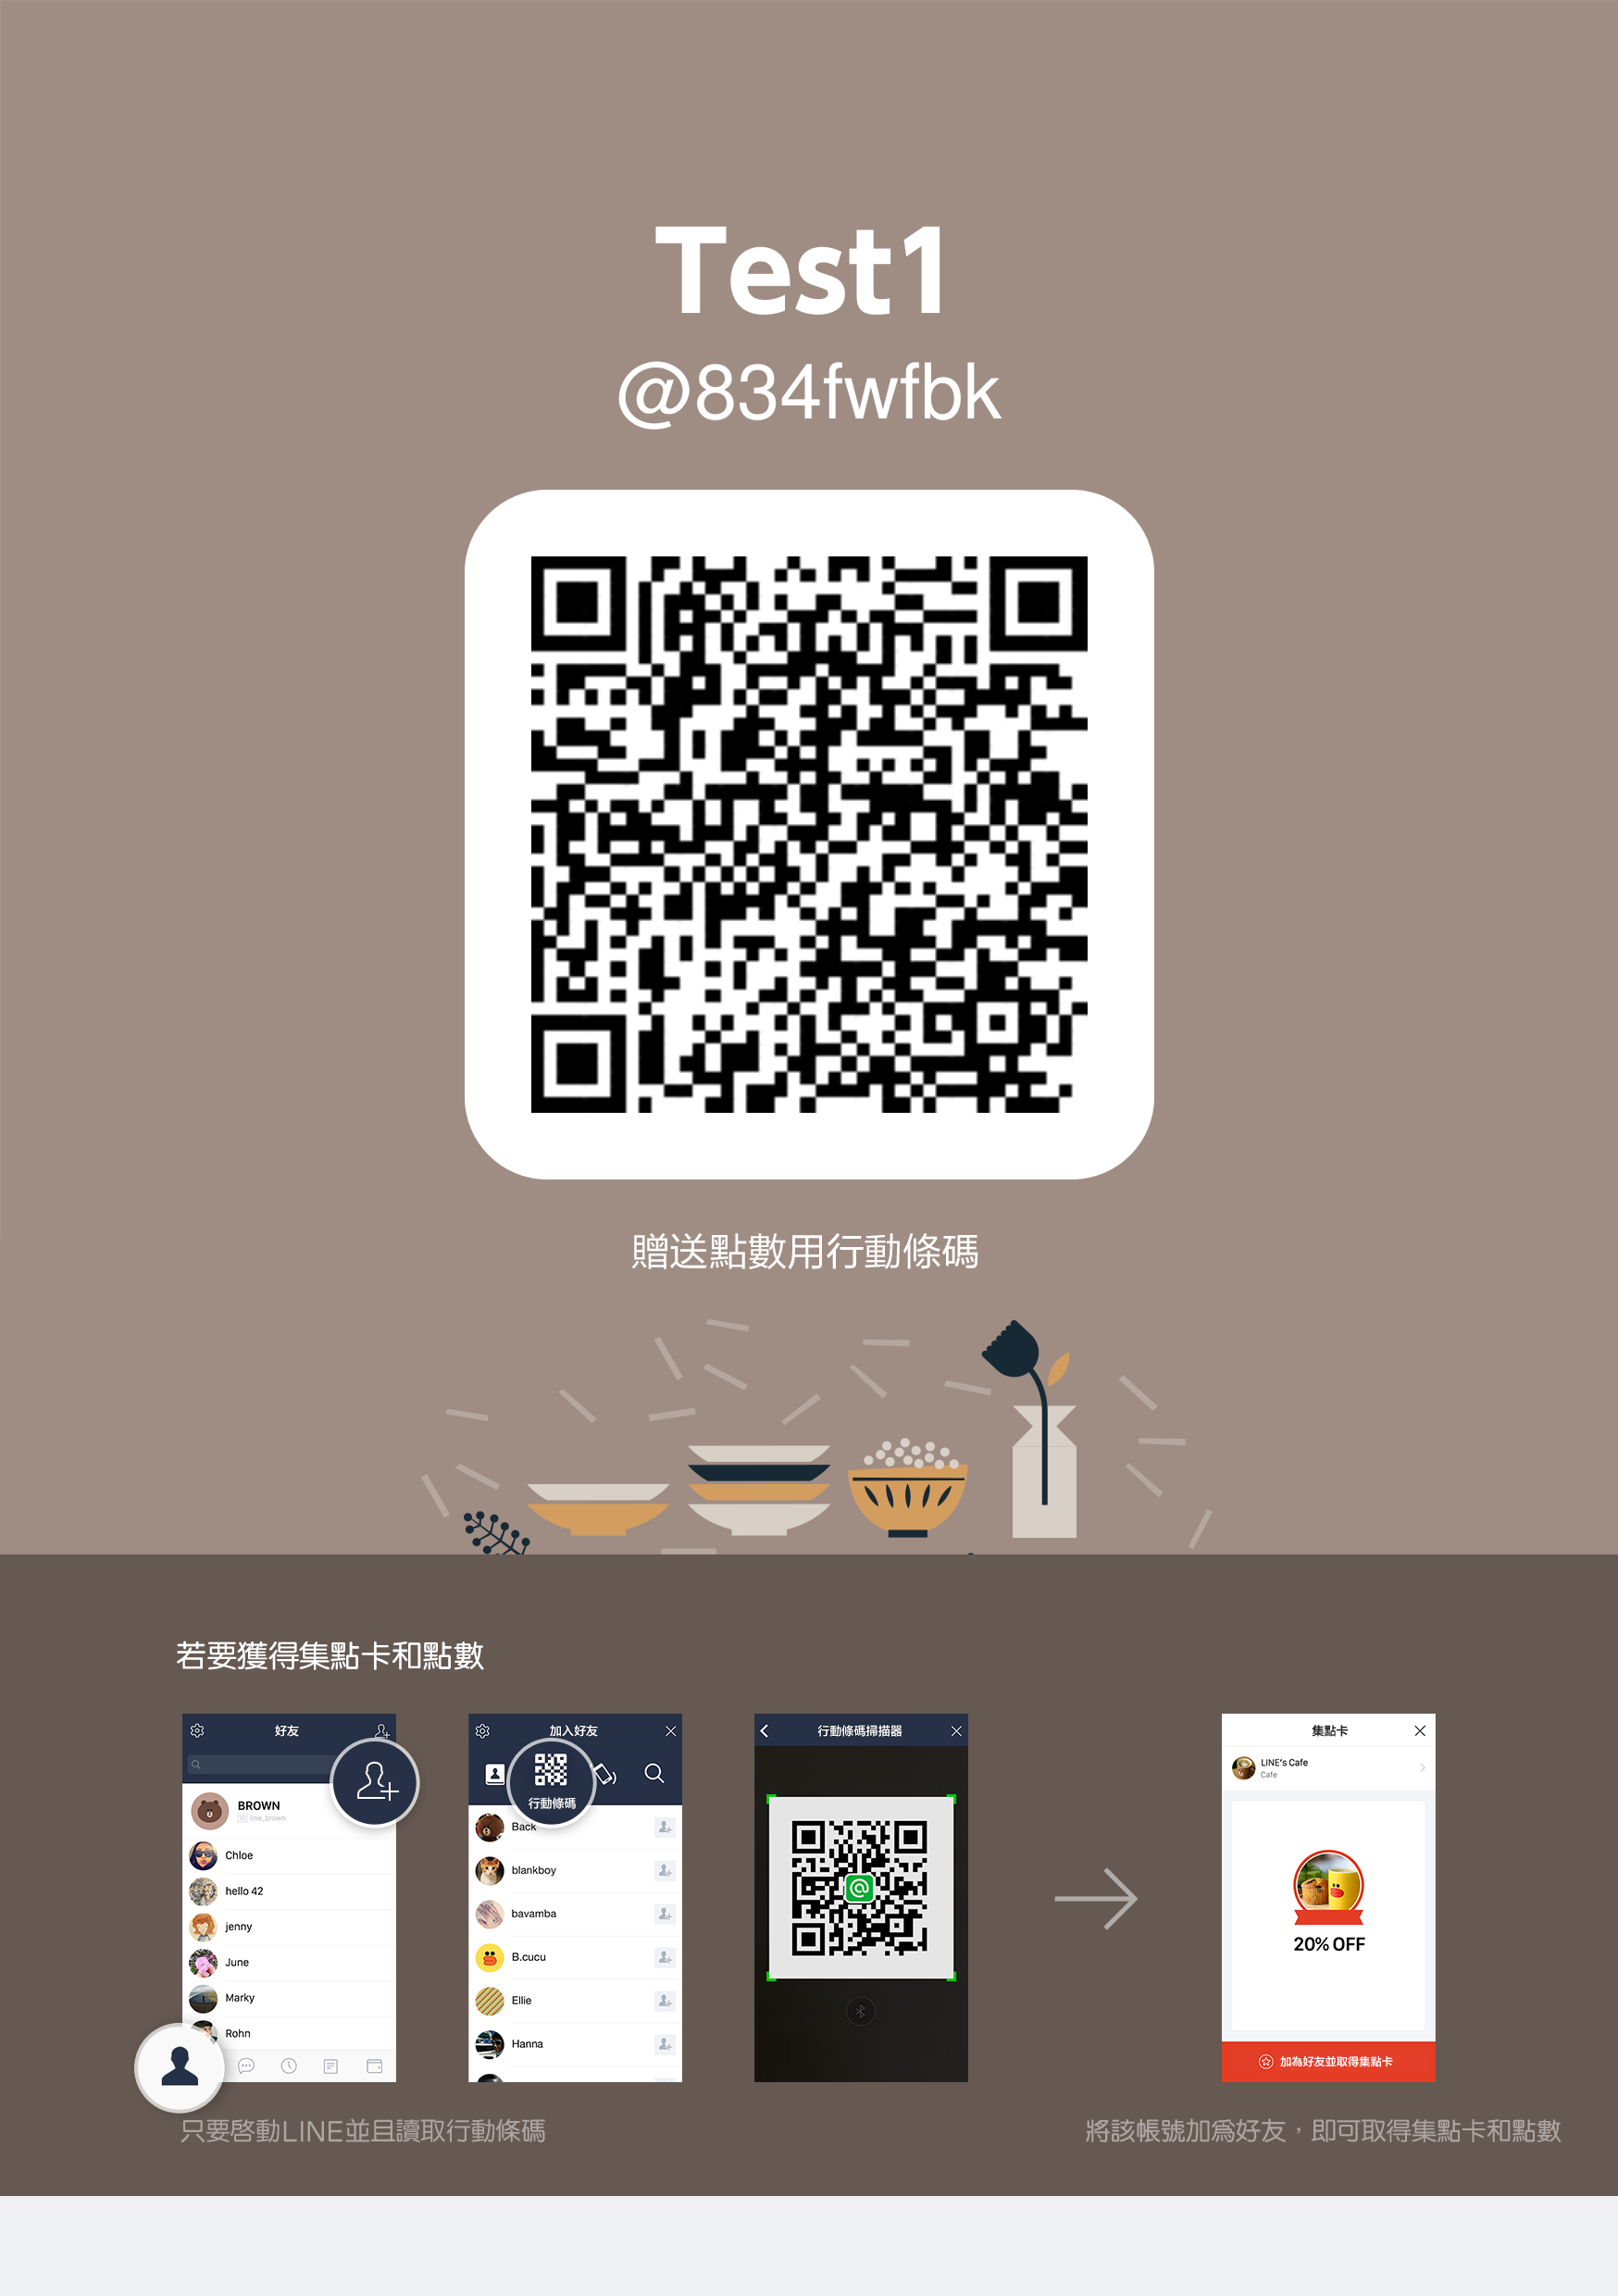 Test1
@834fwfbk
贈送點數用行動條碼
若要獲得集點卡和點數
好友
BROWN
line_brown
Chloe
hello 42
jenny
June
Marky
Rohn
加入好友
行動條碼
Back
blankboy
bavamba
B.cucu
Ellie
Hanna
行動條碼掃描器
集點卡
LINE's Cafe
Cafe
20% OFF
加為好友並取得集點卡
只要啓動LINE並且讀取行動條碼
將該帳號加爲好友，即可取得集點卡和點數